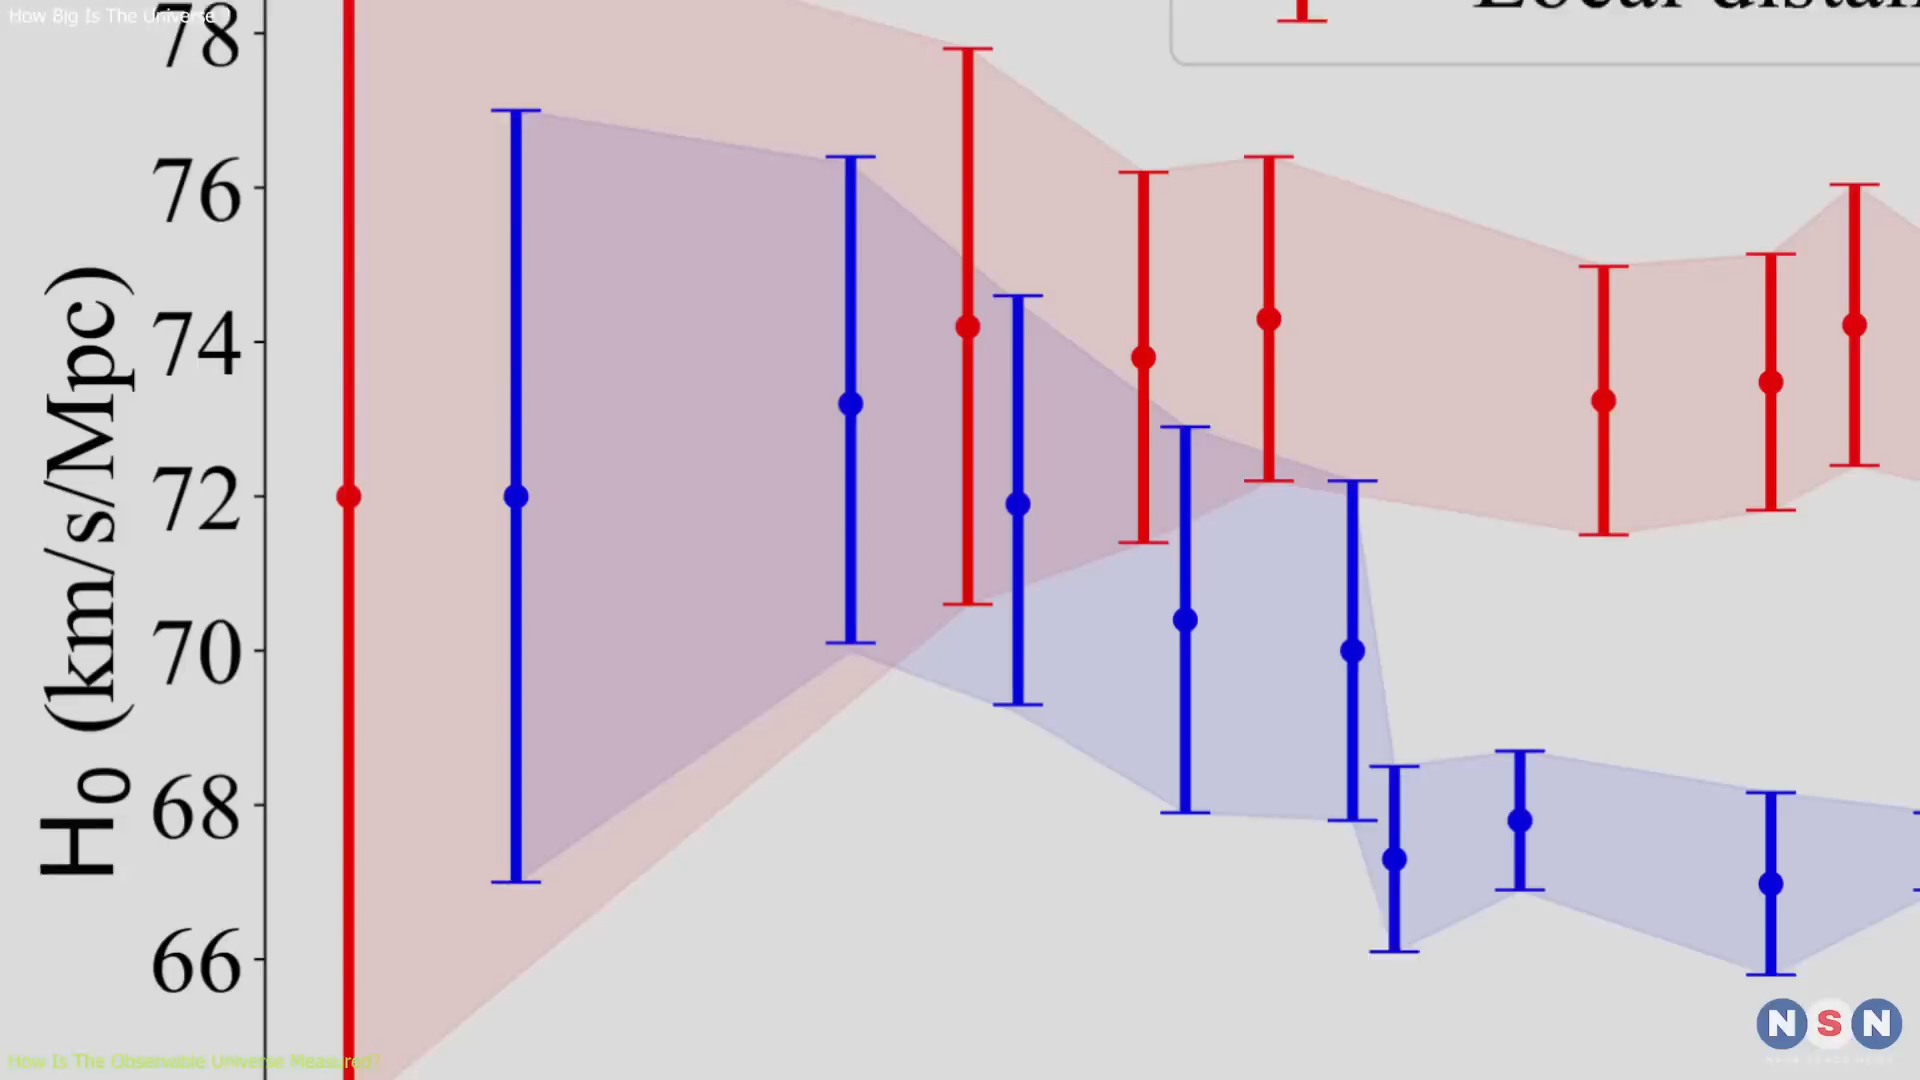 How Big Is The Universe ?
Local distan
78
76
74
72
70
68
66
H0 (km/s/Mpc)
NSN
How Is The Observable Universe Measured?